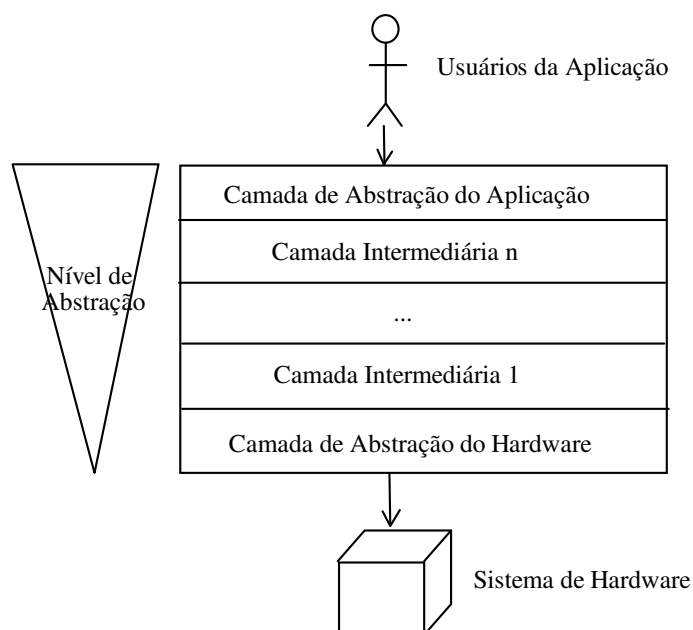 Usuários da Aplicação
Camada de Abstração do Aplicação
Camada Intermediária n
Nível de
Abstração
...
Camada Intermediária 1
Camada de Abstração do Hardware
Sistema de Hardware